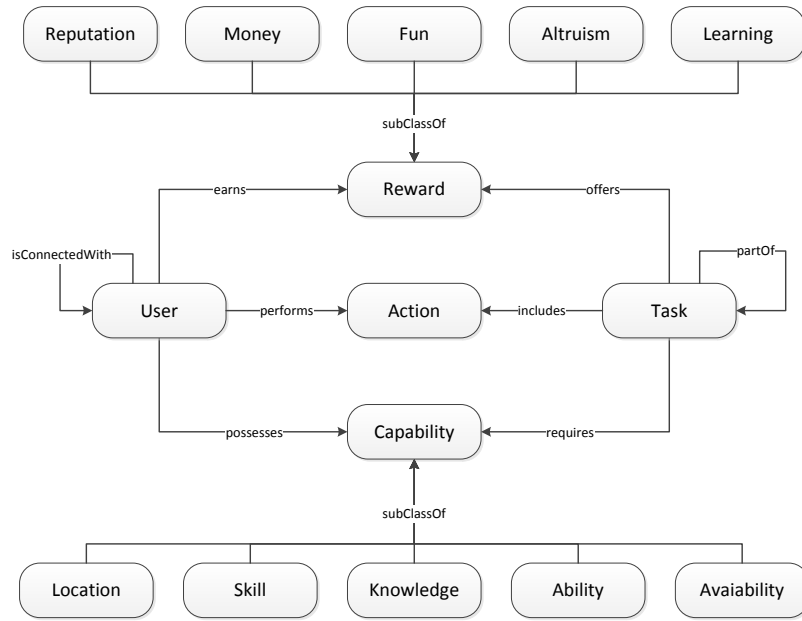 Reputation
Money
Fun
Altruism
Learning
subClassOf
Reward
earns
offers
isConnectedWith
partOf
User
performs
Action
includes
Task
possesses
Capability
requires
subClassOf
Location
Skill
Knowledge
Ability
Avaiability